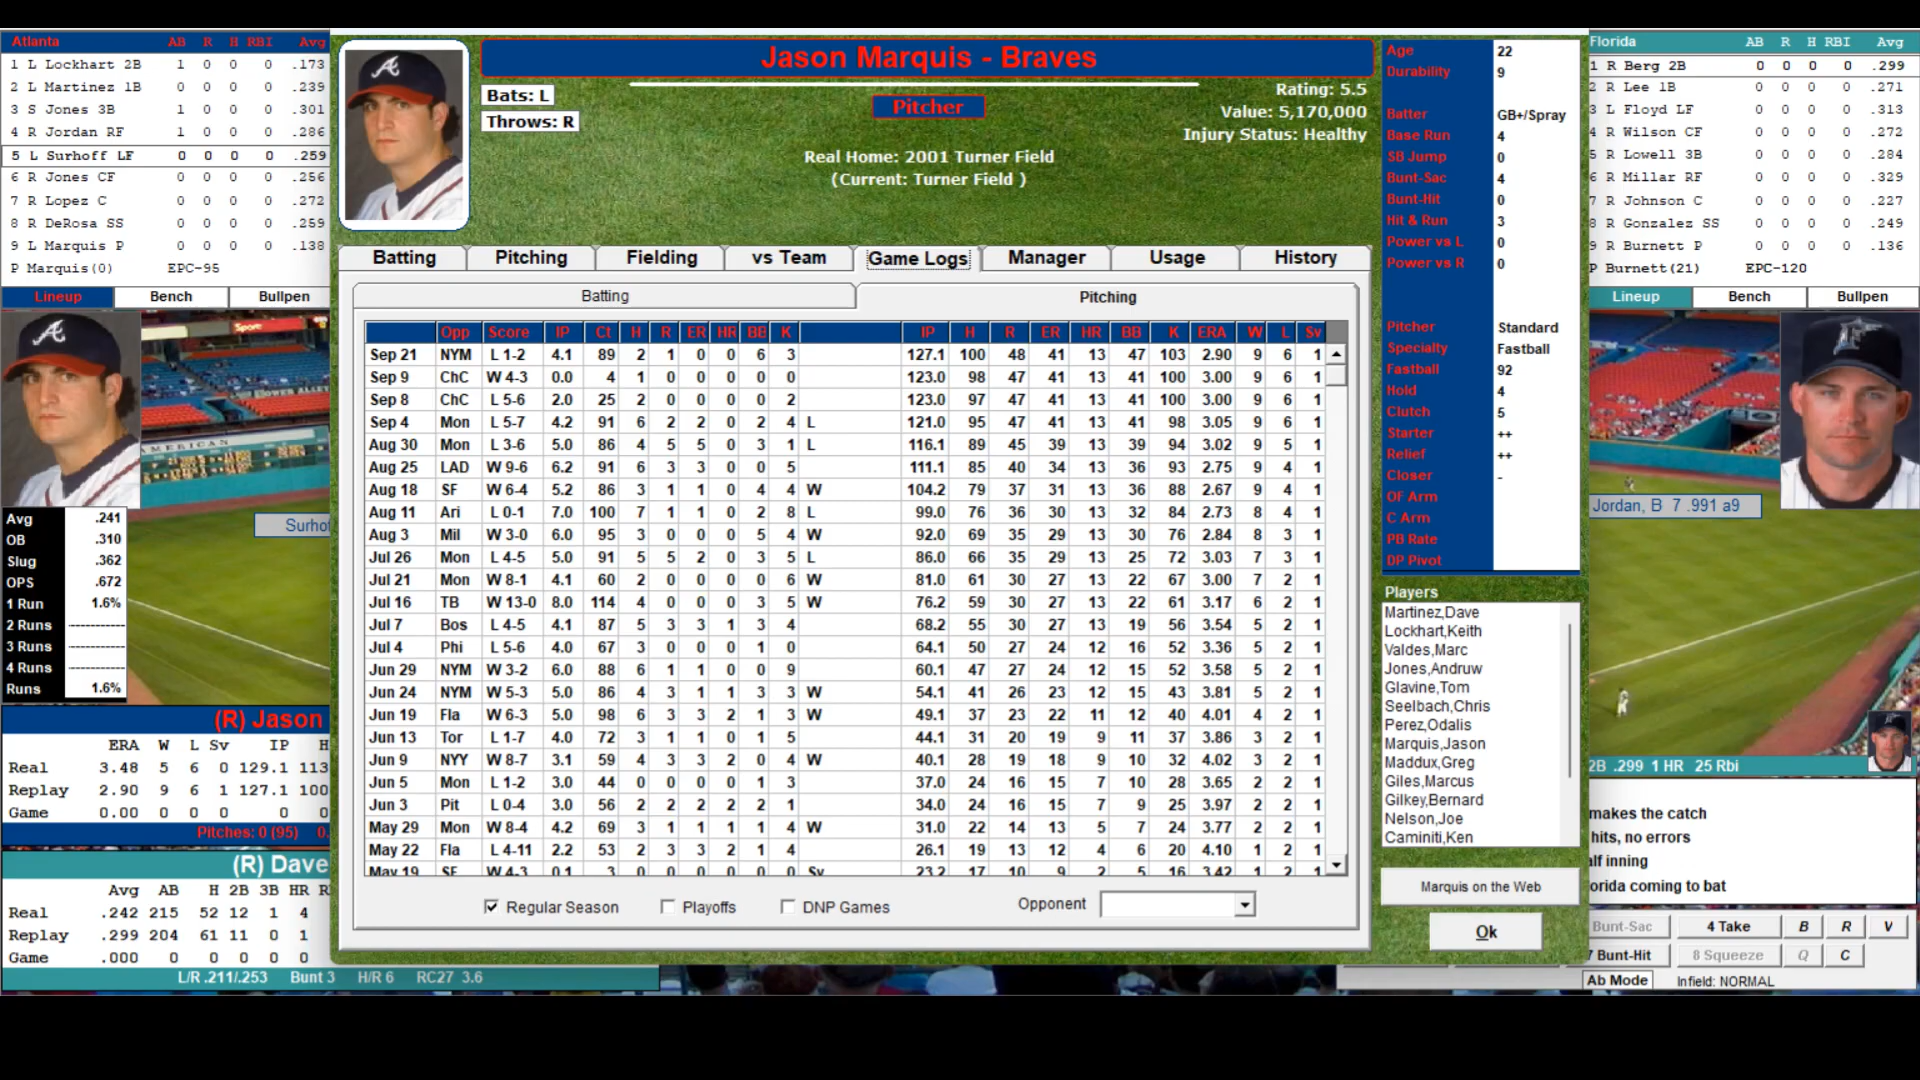 Atlanta AB R H RBI Avg
1 L Lockhart 2B 1 0 0 0 .173
2 L Martinez 1B 0 0 0 0 .239
3 S Jones 3B 1 0 0 0 .301
4 R Jordan RF 1 0 0 0 .286
5 L Surhoff LF 0 0 0 0 .259
6 R Jones CF 0 0 0 0 .256
7 R Lopez C 0 0 0 0 .272
8 R DeRosa SS 0 0 0 0 .259
9 L Marquis P 0 0 0 0 .138
P Marquis(0) EPC-95
Lineup Bench Bullpen
Jason Marquis - Braves
Bats: L
Throws: R
Pitcher
Rating: 5.5
Value: 5,170,000
Injury Status: Healthy
Real Home: 2001 Turner Field
(Current: Turner Field )
Batting Pitching Fielding vs Team Game Logs Manager Usage History
Batting Pitching
Opp Score IP Ct H R ER HR BB K IP H R ER HR BB K ERA W L Sv
Sep 21 NYM L 1-2 4.1 89 2 1 0 0 6 3 127.1 100 48 41 13 47 103 2.90 9 6 1
Sep 9 ChC W 4-3 0.0 4 1 0 0 0 0 0 123.0 98 47 41 13 41 100 3.00 9 6 1
Sep 8 ChC L 5-6 2.0 25 2 0 0 0 0 2 123.0 97 47 41 13 41 100 3.00 9 6 1
Sep 4 Mon L 5-7 4.2 91 6 2 2 0 2 4 L 121.0 95 47 41 13 41 98 3.05 9 6 1
Aug 30 Mon L 3-6 5.0 86 4 5 5 0 3 1 L 116.1 89 45 39 13 39 94 3.02 9 5 1
Aug 25 LAD W 9-6 6.2 91 6 3 3 0 0 5 111.1 85 40 34 13 36 93 2.75 9 4 1
Aug 18 SF W 6-4 5.2 86 3 1 1 0 4 4 W 104.2 79 37 31 13 36 88 2.67 9 4 1
Aug 11 Ari L 0-1 7.0 100 7 1 1 0 2 8 L 99.0 76 36 30 13 32 84 2.73 8 4 1
Aug 3 Mil W 3-0 6.0 95 3 0 0 0 5 4 W 92.0 69 35 29 13 30 76 2.84 8 3 1
Jul 26 Mon L 4-5 5.0 91 5 5 2 0 3 5 L 86.0 66 35 29 13 25 72 3.03 7 3 1
Jul 21 Mon W 8-1 4.1 60 2 0 0 0 0 6 W 81.0 61 30 27 13 22 67 3.00 7 2 1
Jul 16 TB W 13-0 8.0 114 4 0 0 0 3 5 W 76.2 59 30 27 13 22 61 3.17 6 2 1
Jul 7 Bos L 4-5 4.1 87 5 3 3 1 3 4 68.2 55 30 27 13 19 56 3.54 5 2 1
Jul 4 Phi L 5-6 4.0 67 3 0 0 0 1 0 64.1 50 27 24 12 16 52 3.36 5 2 1
Jun 29 NYM W 3-2 6.0 88 6 1 1 0 0 9 60.1 47 27 24 12 15 52 3.58 5 2 1
Jun 24 NYM W 5-3 5.0 86 4 3 1 1 3 3 W 54.1 41 26 23 12 15 43 3.81 5 2 1
Jun 19 Fla W 6-3 5.0 98 6 3 3 2 1 3 W 49.1 37 23 22 11 12 40 4.01 4 2 1
Jun 13 Tor L 1-7 4.0 72 3 1 1 0 1 5 44.1 31 20 19 9 11 37 3.86 3 2 1
Jun 9 NYY W 8-7 3.1 59 4 3 3 2 0 4 W 40.1 28 19 18 9 10 32 4.02 3 2 1
Jun 5 Mon L 1-2 3.0 44 0 0 0 0 1 3 37.0 24 16 15 7 10 28 3.65 2 2 1
Jun 3 Pit L 0-4 3.0 56 2 2 2 2 2 1 34.0 24 16 15 7 9 25 3.97 2 2 1
May 29 Mon W 8-4 4.2 69 3 1 1 1 1 4 W 31.0 22 14 13 5 7 24 3.77 2 2 1
May 22 Fla L 4-11 2.2 53 2 3 3 2 1 4 26.1 19 13 12 4 6 20 4.10 1 2 1
May 19 SF W 4-3 0.1 3 0 0 0 0 0 0 Sv 23.2 17 10 9 2 5 16 3.42 1 2 1
Regular Season Playoffs DNP Games Opponent
Age 22
Durability 9
Batter GB+/Spray
Base Run 4
SB Jump 0
Bunt-Sac 4
Bunt-Hit 0
Hit & Run 3
Power vs L 0
Power vs R 0
Pitcher Standard
Specialty Fastball
Fastball 92
Hold 4
Clutch 5
Starter ++
Relief ++
Closer -
OF Arm
C Arm
PB Rate
DP Pivot
Players
Martinez,Dave
Lockhart,Keith
Valdes,Marc
Jones,Andruw
Glavine,Tom
Seelbach,Chris
Perez,Odalis
Marquis,Jason
Maddux,Greg
Giles,Marcus
Gilkey,Bernard
Nelson,Joe
Caminiti,Ken
Marquis on the Web
Ok
Florida AB R H RBI Avg
1 R Berg 2B 0 0 0 0 .299
2 R Lee 1B 0 0 0 0 .271
3 L Floyd LF 0 0 0 0 .313
4 R Wilson CF 0 0 0 0 .272
5 R Lowell 3B 0 0 0 0 .284
6 R Millar RF 0 0 0 0 .329
7 R Johnson C 0 0 0 0 .227
8 R Gonzalez SS 0 0 0 0 .249
9 R Burnett P 0 0 0 0 .136
P Burnett(21) EPC-120
Lineup Bench Bullpen
AMERICAN
Avg .241
OB .310
Slug .362
OPS .672
1 Run 1.6%
2 Runs ------------
3 Runs ------------
4 Runs ------------
Runs 1.6%
Surhof
Jordan, B 7 .991 a9
(R) Jason
ERA W L Sv IP H
Real 3.48 5 6 0 129.1 113
Replay 2.90 9 6 1 127.1 100
Game 0.00 0 0 0 0 0
Pitches: 0 (95) 0.
(R) Dave
Avg AB H 2B 3B HR R
Real .242 215 52 12 1 4
Replay .299 204 61 11 0 1
Game .000 0 0 0 0 0
L/R .211/.253 Bunt 3 H/R 6 RC27 3.6
2B .299 1 HR 25 Rbi
makes the catch
hits, no errors
alf inning
orida coming to bat
Bunt-Sac 4 Take B R V
7 Bunt-Hit 8 Squeeze Q C
Ab Mode Infield: NORMAL